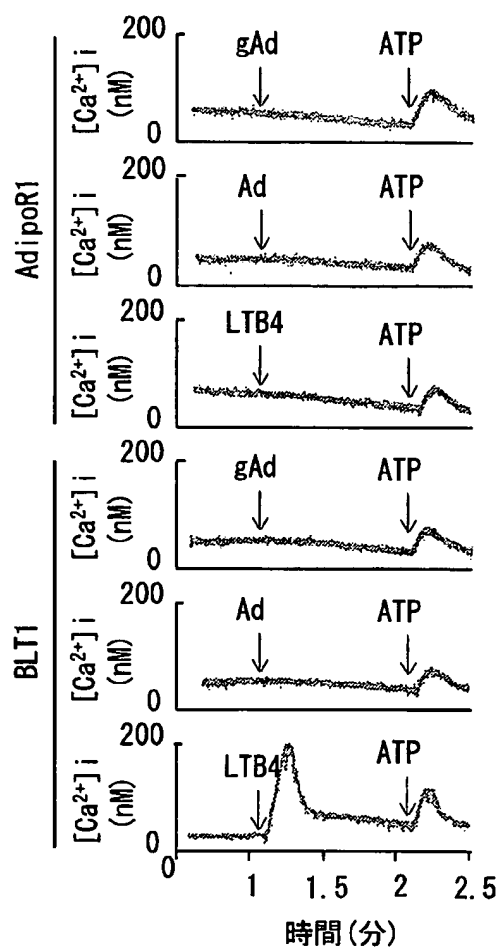 AdipoR1
[Ca²⁺]i
(nM)
200
0
gAd
ATP
[Ca²⁺]i
(nM)
200
0
Ad
ATP
[Ca²⁺]i
(nM)
200
0
LTB4
ATP
BLT1
[Ca²⁺]i
(nM)
200
0
gAd
ATP
[Ca²⁺]i
(nM)
200
0
Ad
ATP
[Ca²⁺]i
(nM)
200
0
LTB4
ATP
0 1 1.5 2 2.5
時間(分)